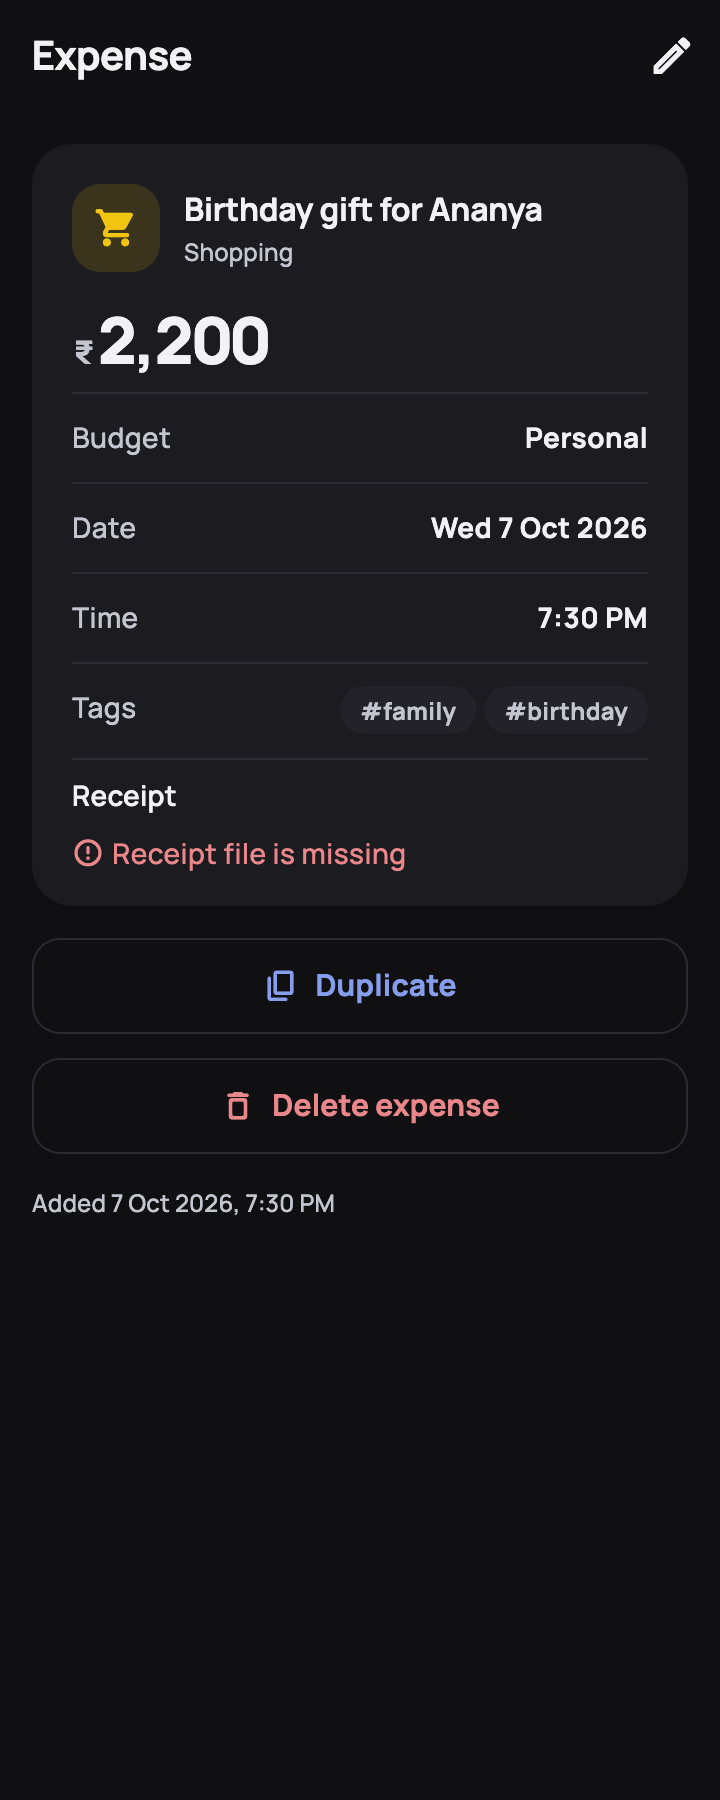 Expense
Birthday gift for Ananya
Shopping
₹2,200
Budget Personal
Date Wed 7 Oct 2026
Time 7:30 PM
Tags #family #birthday
Receipt
Receipt file is missing
Duplicate
Delete expense
Added 7 Oct 2026, 7:30 PM